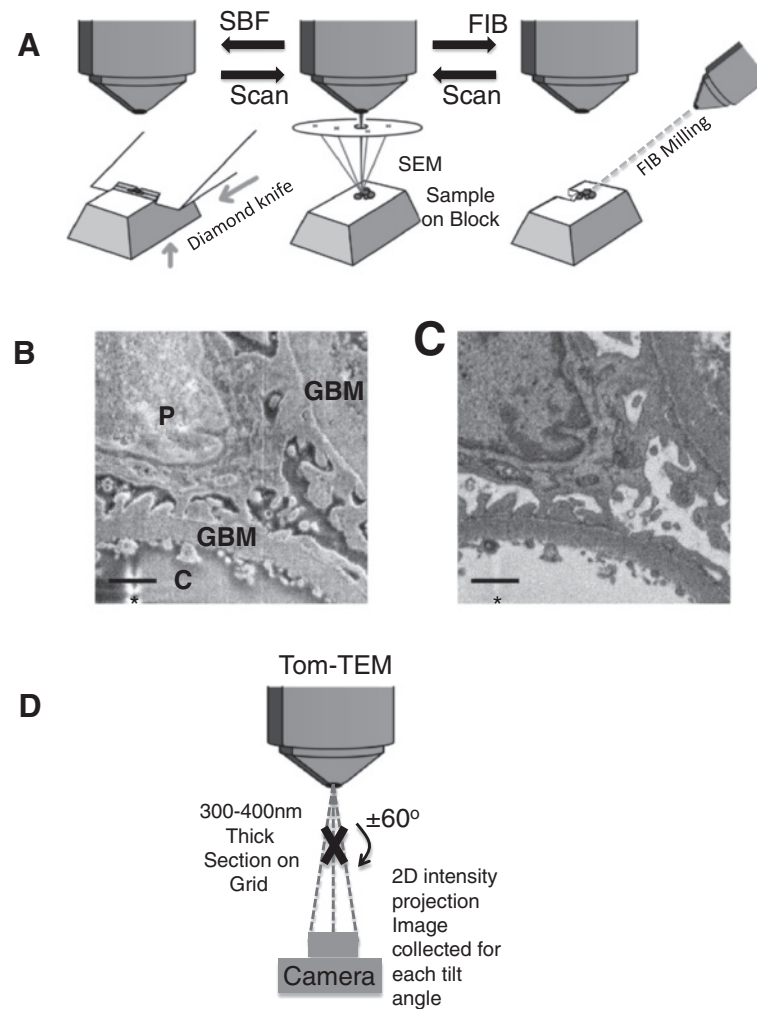 A
SBF
FIB
Scan
Scan
SEM
Sample
on Block
Diamond knife
FIB Milling
B
P
GBM
GBM
C
*
C
*
D
Tom-TEM
300-400nm
Thick
Section on
Grid
±60º
2D intensity
projection
Image
collected for
each tilt
angle
Camera